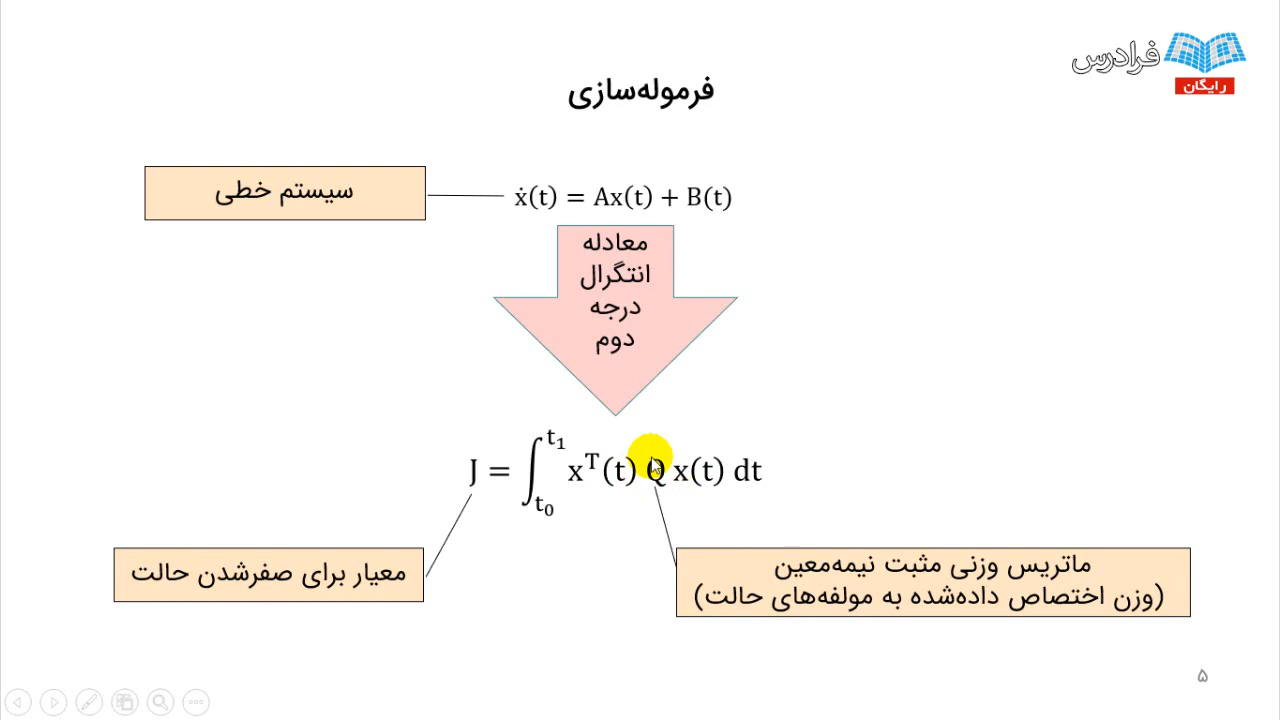 فرادرس
رایگان
فرموله‌سازی
سیستم خطی
ẋ(t) = Ax(t) + B(t)
معادله
انتگرال
درجه
دوم
J = ∫_{t₀}^{t₁} xᵀ(t) Q x(t) dt
معیار برای صفرشدن حالت
ماتریس وزنی مثبت نیمه‌معین
(وزن اختصاص داده‌شده به مولفه‌های حالت)
۵